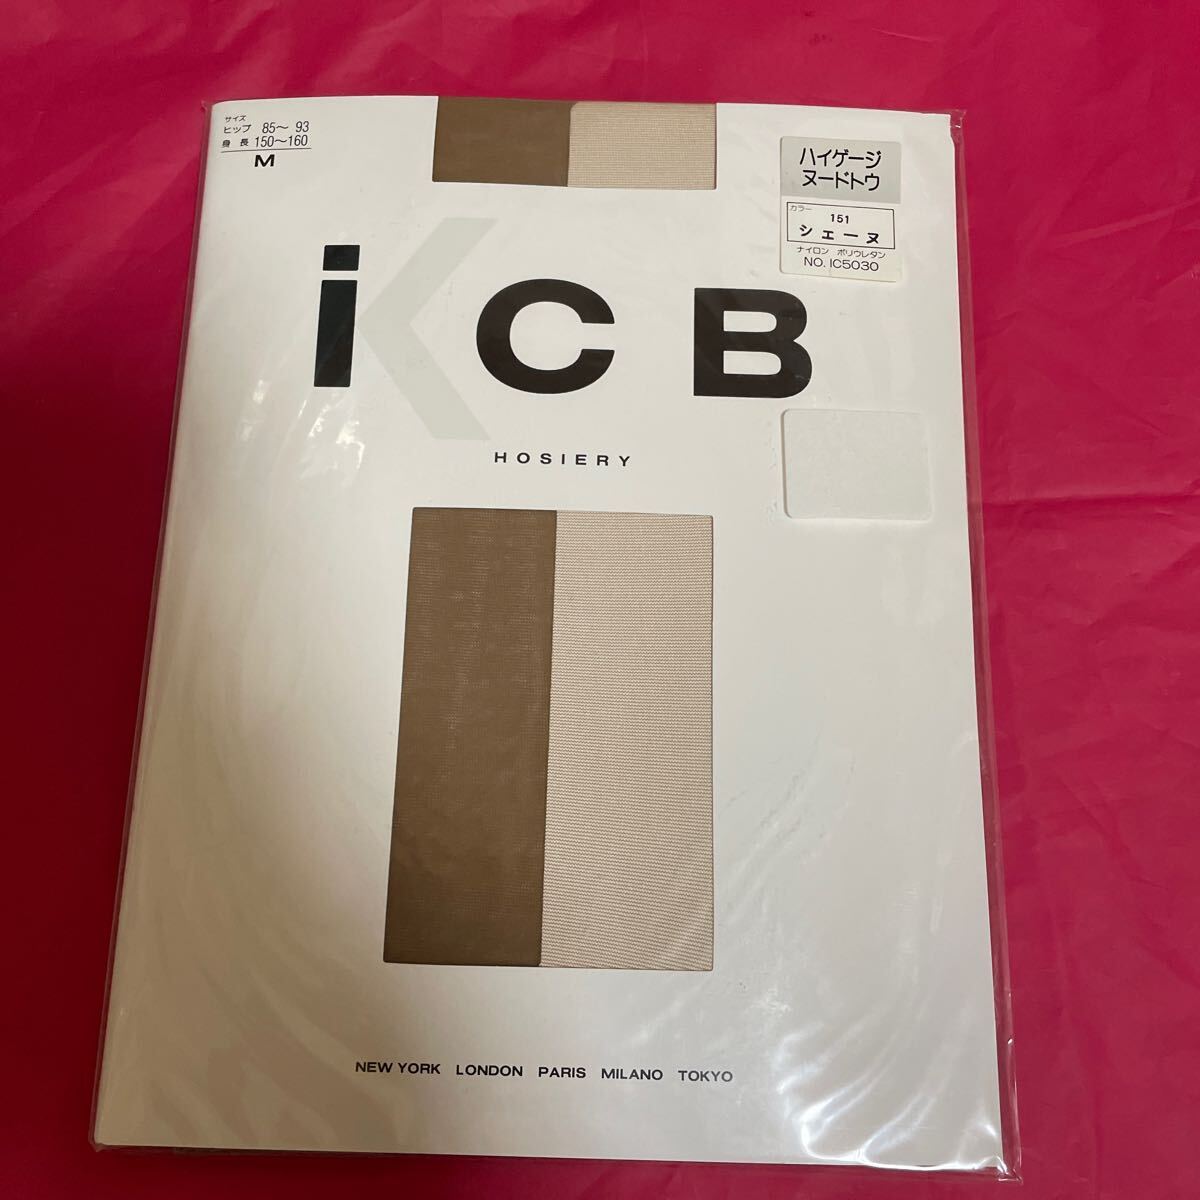 サイズ
ヒップ 85〜 93
身 長 150〜160
M
ハイゲージ
ヌードトウ
カラー
151
シェーヌ
ナイロン ポリウレタン
NO. IC5030
iCB
HOSIERY
NEW YORK LONDON PARIS MILANO TOKYO